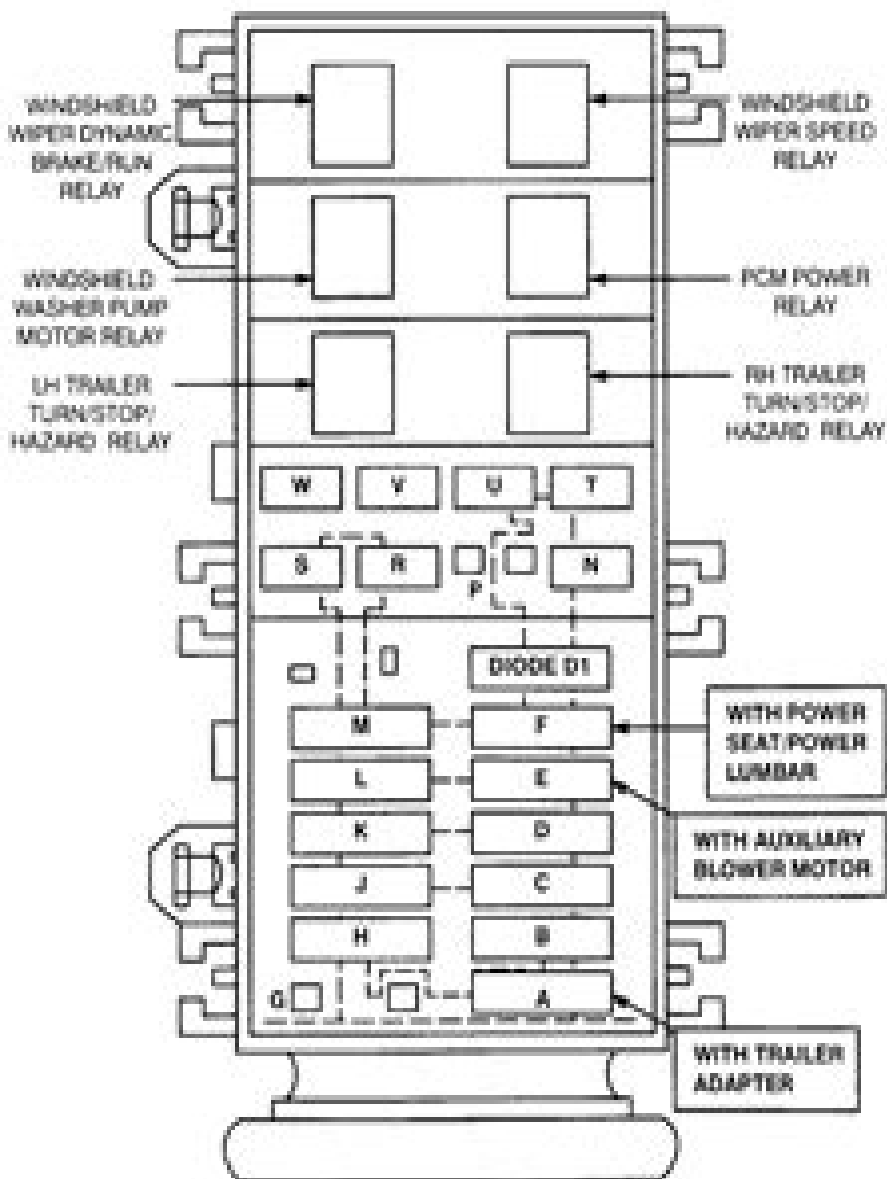 WINDSHIELD
WIPER DYNAMIC
BRAKE/RUN
RELAY
WINDSHIELD
WIPER SPEED
RELAY
WINDSHIELD
WASHER PUMP
MOTOR RELAY
PCM POWER
RELAY
LH TRAILER
TURN/STOP/
HAZARD RELAY
RH TRAILER
TURN/STOP/
HAZARD RELAY
W V U T
S R P N
DIODE D1
M F
WITH POWER
SEAT/POWER
LUMBAR
L E
K D
WITH AUXILIARY
BLOWER MOTOR
J C
H B
G A
WITH TRAILER
ADAPTER